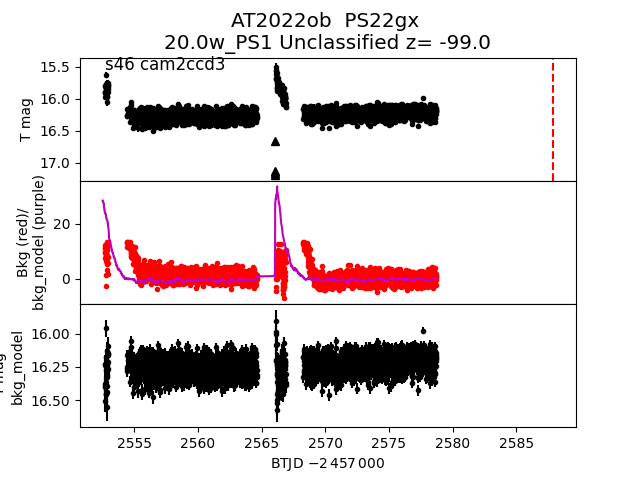 AT2022ob  PS22gx
20.0w_PS1 Unclassified z= -99.0
s46 cam2ccd3
15.5
16.0
16.5
17.0
T mag
20
0
Bkg (red)/
bkg_model (purple)
16.00
16.25
16.50
bkg_model
2555
2560
2565
2570
2575
2580
2585
BTJD −2 457 000